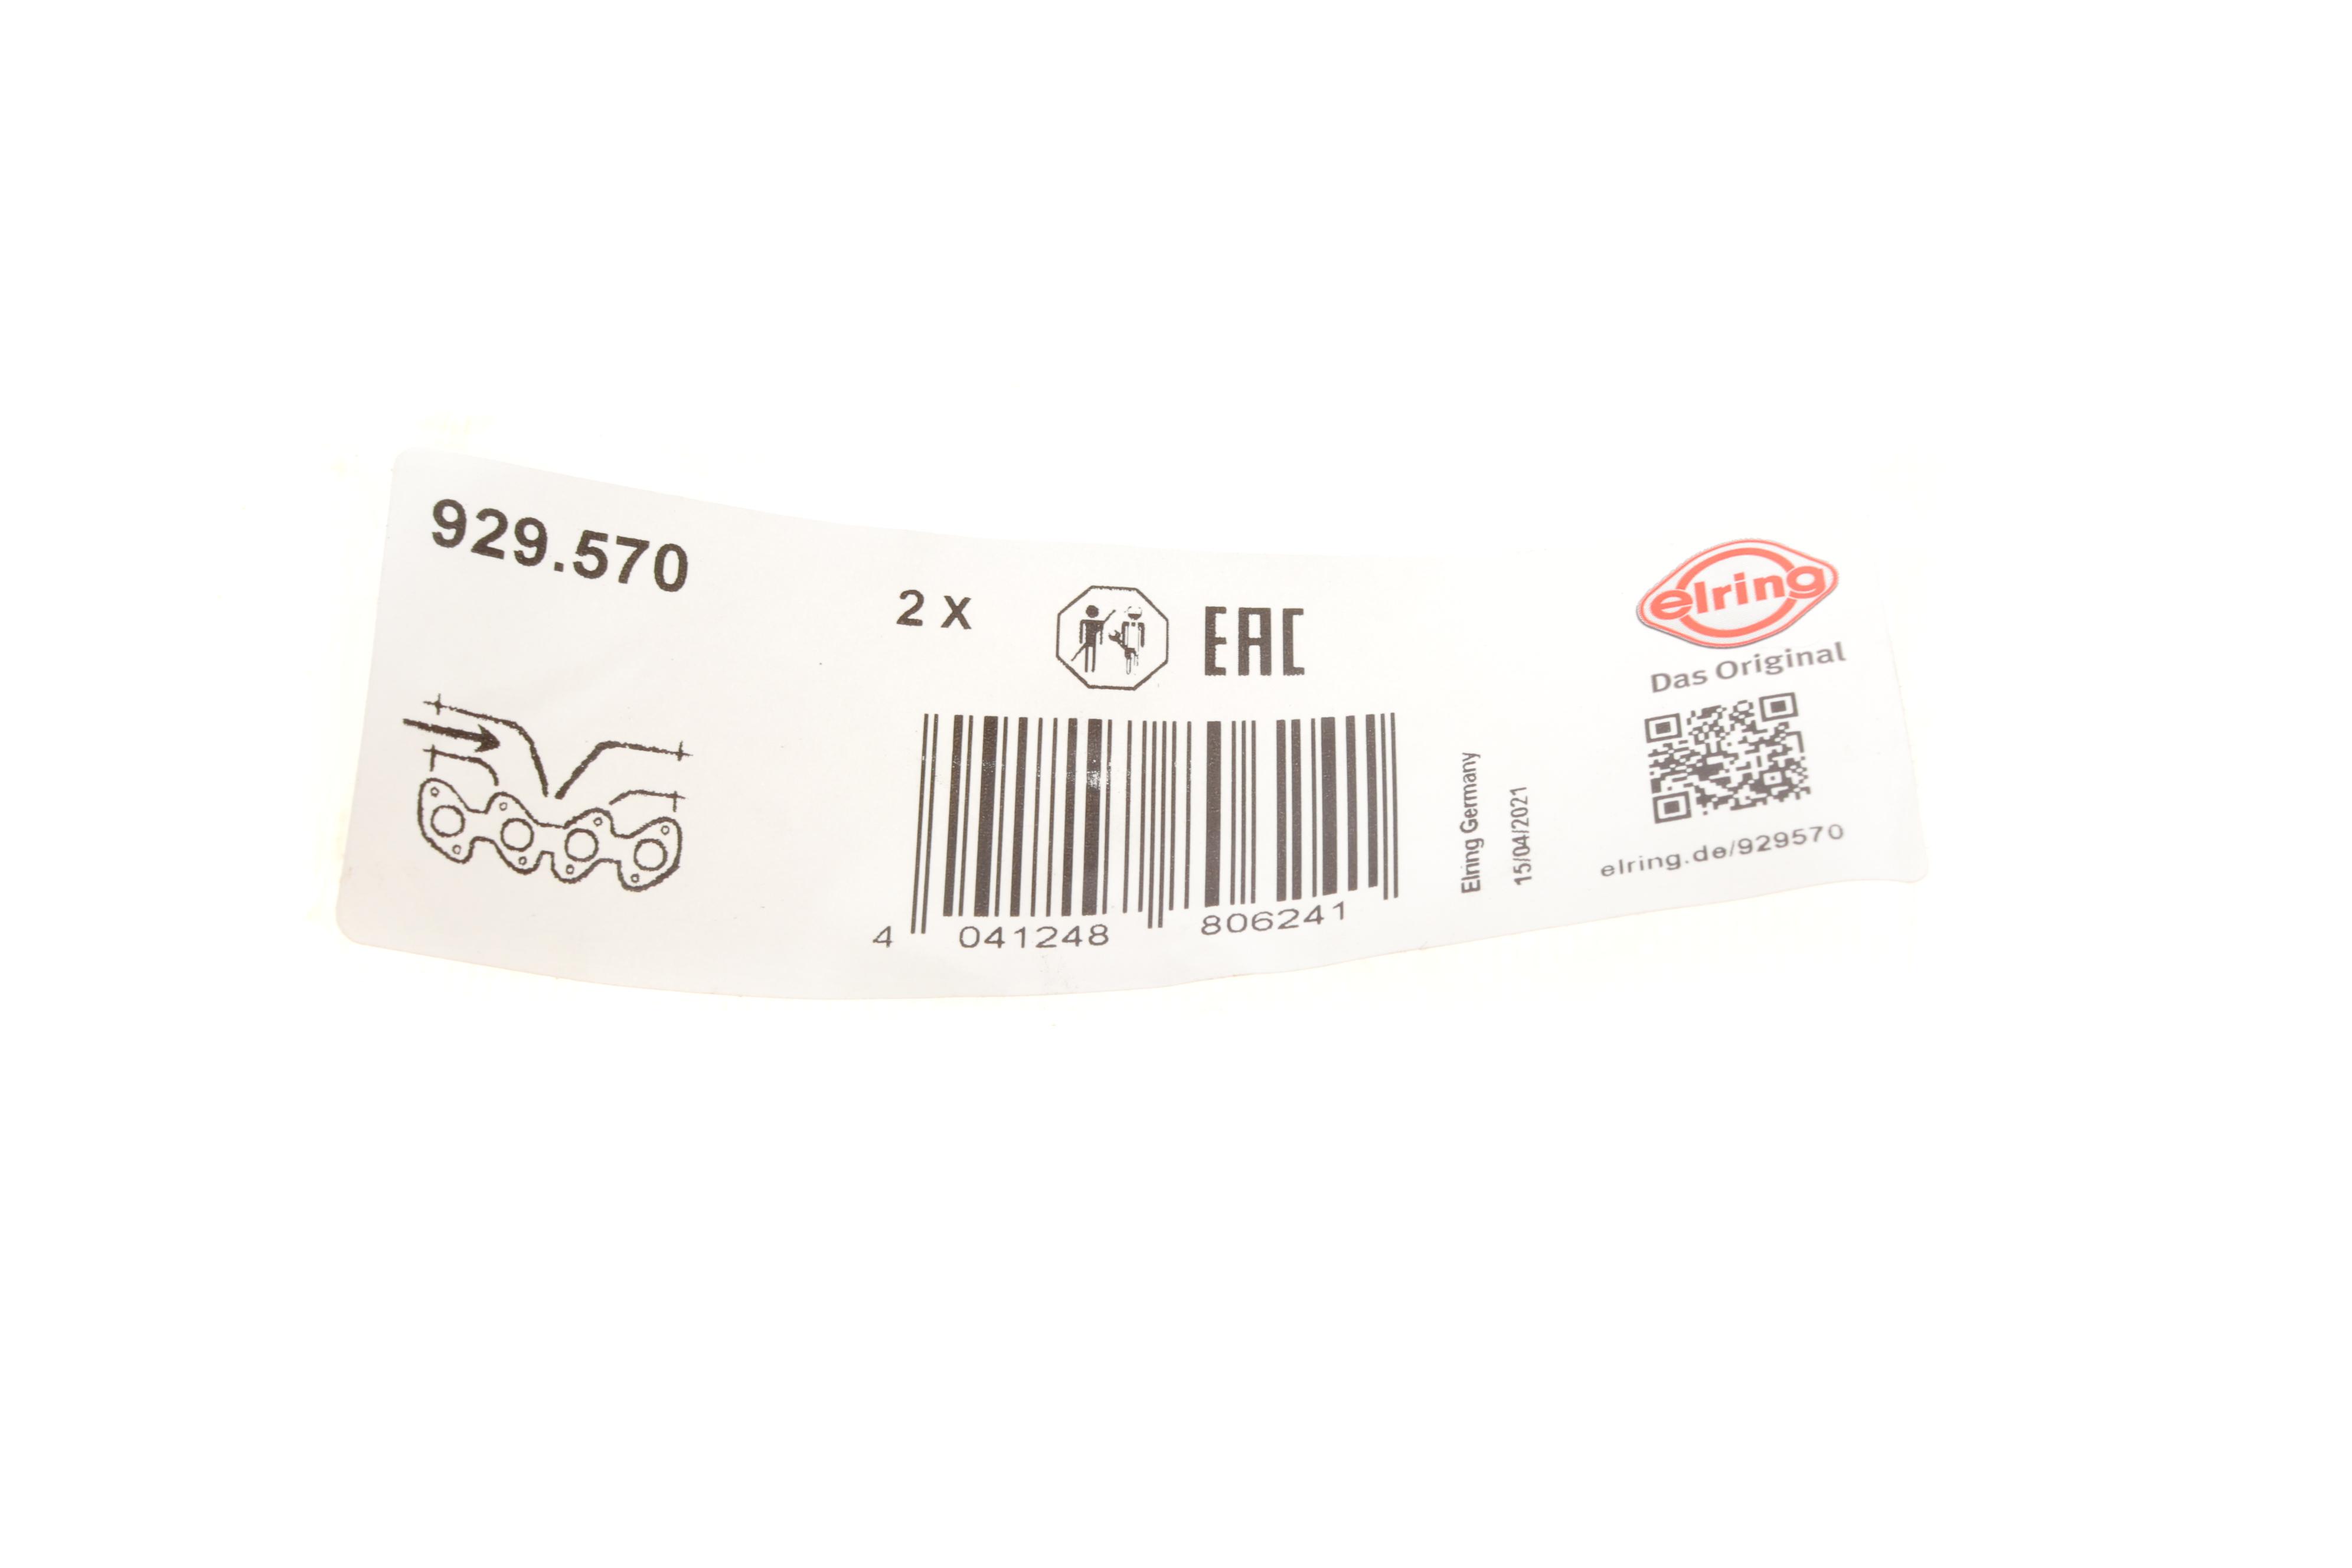 929.570
2 X
EAC
4 041248 806241
Elring Germany
15/04/2021
elring
Das Original
elring.de/929570